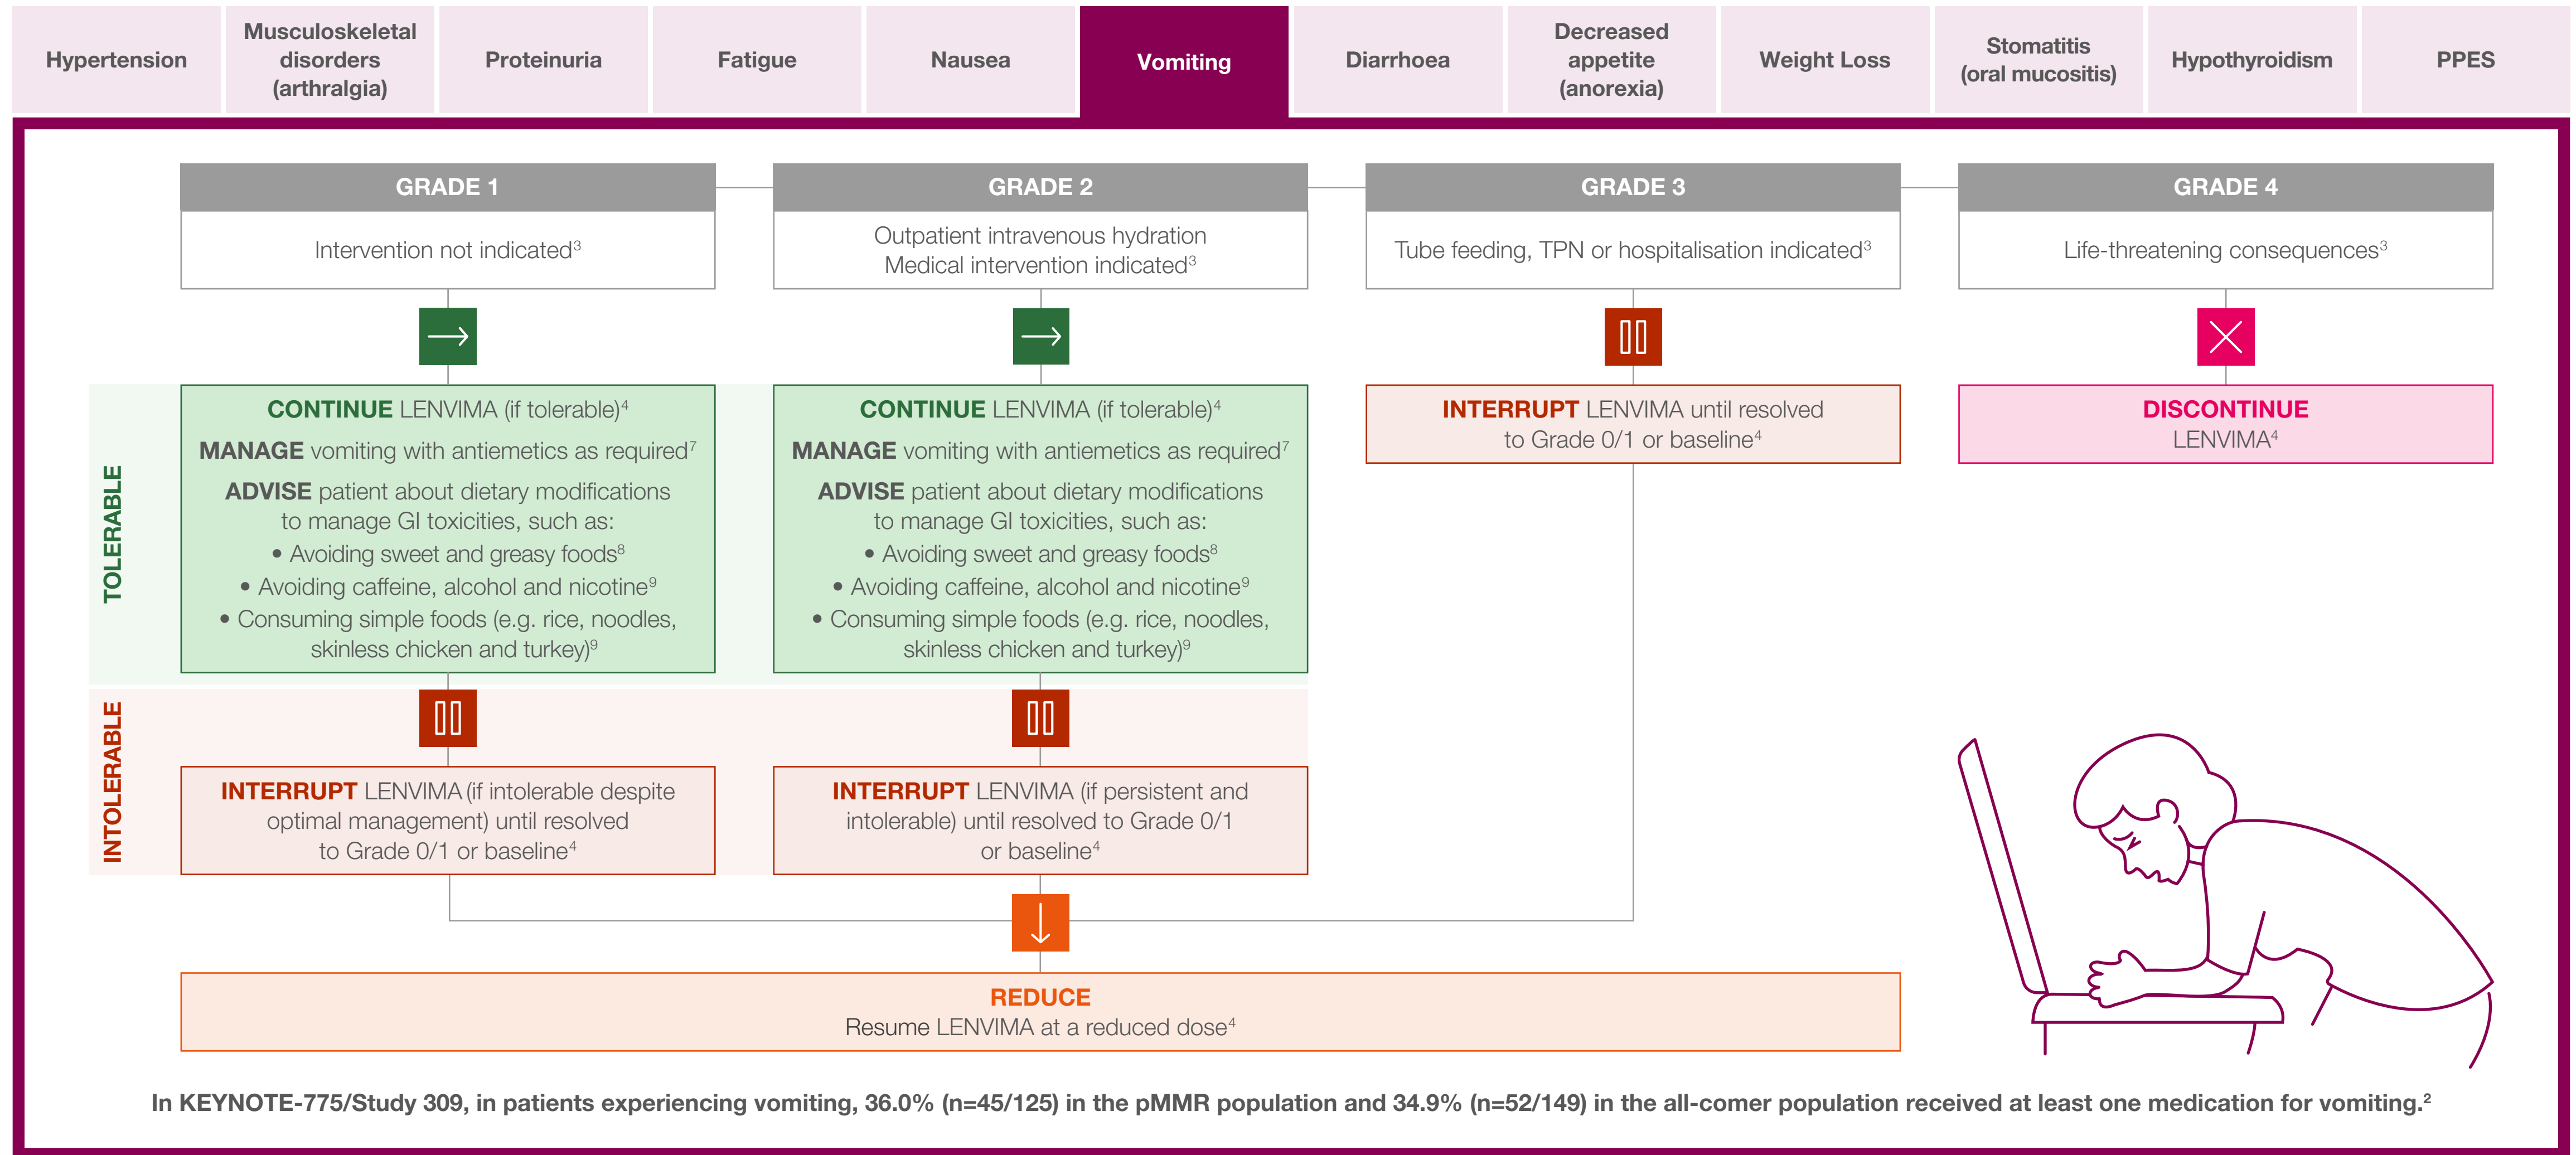 Hypertension
Musculoskeletal
disorders
(arthralgia)
Proteinuria
Fatigue
Nausea
Vomiting
Diarrhoea
Decreased
appetite
(anorexia)
Weight Loss
Stomatitis
(oral mucositis)
Hypothyroidism
PPES
GRADE 1
Intervention not indicated³
GRADE 2
Outpatient intravenous hydration
Medical intervention indicated³
GRADE 3
Tube feeding, TPN or hospitalisation indicated³
GRADE 4
Life-threatening consequences³
TOLERABLE
CONTINUE LENVIMA (if tolerable)⁴
MANAGE vomiting with antiemetics as required⁷
ADVISE patient about dietary modifications
to manage GI toxicities, such as:
• Avoiding sweet and greasy foods⁸
• Avoiding caffeine, alcohol and nicotine⁹
• Consuming simple foods (e.g. rice, noodles,
skinless chicken and turkey)⁹
CONTINUE LENVIMA (if tolerable)⁴
MANAGE vomiting with antiemetics as required⁷
ADVISE patient about dietary modifications
to manage GI toxicities, such as:
• Avoiding sweet and greasy foods⁸
• Avoiding caffeine, alcohol and nicotine⁹
• Consuming simple foods (e.g. rice, noodles,
skinless chicken and turkey)⁹
INTERRUPT LENVIMA until resolved
to Grade 0/1 or baseline⁴
DISCONTINUE
LENVIMA⁴
INTOLERABLE
INTERRUPT LENVIMA (if intolerable despite
optimal management) until resolved
to Grade 0/1 or baseline⁴
INTERRUPT LENVIMA (if persistent and
intolerable) until resolved to Grade 0/1
or baseline⁴
REDUCE
Resume LENVIMA at a reduced dose⁴
In KEYNOTE-775/Study 309, in patients experiencing vomiting, 36.0% (n=45/125) in the pMMR population and 34.9% (n=52/149) in the all-comer population received at least one medication for vomiting.²